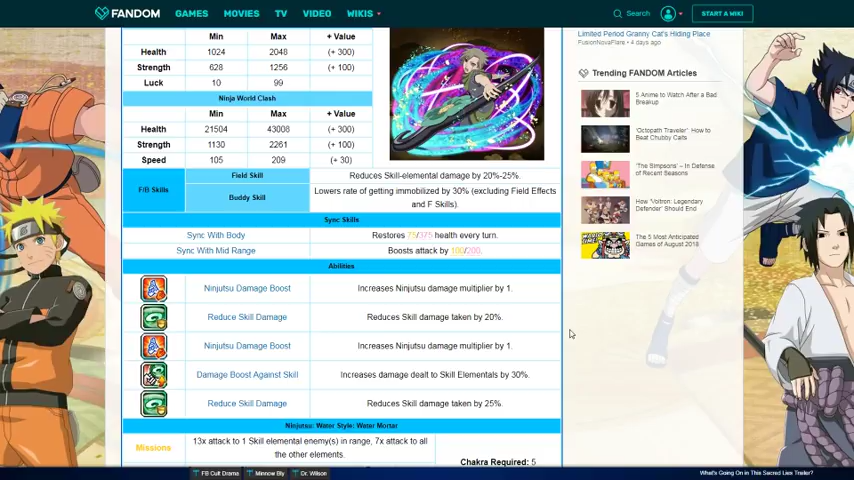 FANDOM GAMES MOVIES TV VIDEO WIKIS Search START A WIKI
Min Max + Value
Health 1024 2048 (+ 300)
Strength 628 1256 (+ 100)
Luck 10 99
Ninja World Clash
Min Max + Value
Health 21504 43008 (+ 300)
Strength 1130 2261 (+ 100)
Speed 105 209 (+ 30)
F/B Skills
Field Skill Reduces Skill-elemental damage by 20%-25%.
Buddy Skill Lowers rate of getting immobilized by 30% (excluding Field Effects
and F Skills).
Sync Skills
Sync With Body Restores 75/375 health every turn.
Sync With Mid Range Boosts attack by 100/200.
Abilities
Ninjutsu Damage Boost Increases Ninjutsu damage multiplier by 1.
Reduce Skill Damage Reduces Skill damage taken by 20%.
Ninjutsu Damage Boost Increases Ninjutsu damage multiplier by 1.
Damage Boost Against Skill Increases damage dealt to Skill Elementals by 30%.
Reduce Skill Damage Reduces Skill damage taken by 25%.
Ninjutsu: Water Style: Water Mortar
Missions
13x attack to 1 Skill elemental enemy(s) in range, 7x attack to all
the other elements.
Chakra Required: 5
Limited Period Granny, Cat's Hiding Place
FusionNovaFlare • 4 days ago
Trending FANDOM Articles
5 Anime to Watch After a Bad
Breakup
'Octopath Traveler' How to
Beat Chubby Caits
'The Simpsons' – In Defense
of Recent Seasons
How 'Voltron: Legendary
Defender' Should End
The 5 Most Anticipated
Games of August 2018
FB Cult Drama Minnow Bly Dr. Wilson What's Going On in This Sacred Lies Trailer?